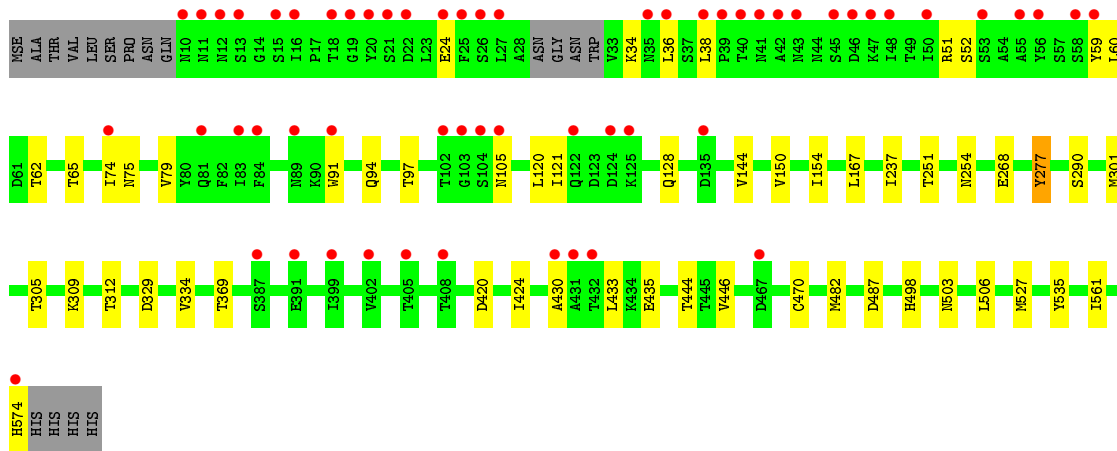 MSE ALA THR VAL LEU SER PRO ASN GLN N10 N11 N12 S13 G14 S15 I16 P17 T18 G19 Y20 S21 D22 L23 E24 F25 S26 L27 A28 ASN GLY ASN TRP V33 K34 N35 L36 S37 L38 P39 T40 N41 A42 N43 N44 S45 D46 K47 I48 T49 I50 R51 S52 S53 A54 A55 Y56 S57 S58 Y59 L60
D61 T62 T65 I74 N75 V79 Y80 Q81 F82 I83 F84 N89 K90 W91 Q94 T97 T102 G103 S104 N105 L120 I121 Q122 D123 D124 K125 Q128 D135 V144 V150 I154 L167 I237 T251 N254 E268 Y277 S290 M301
T305 K309 T312 D329 V334 T369 S387 E391 I399 V402 T405 T408 D420 I424 A430 A431 T432 L433 K434 E435 T444 T445 V446 D467 C470 M482 D487 H498 N503 L506 M527 Y535 I561
H574 HIS HIS HIS HIS